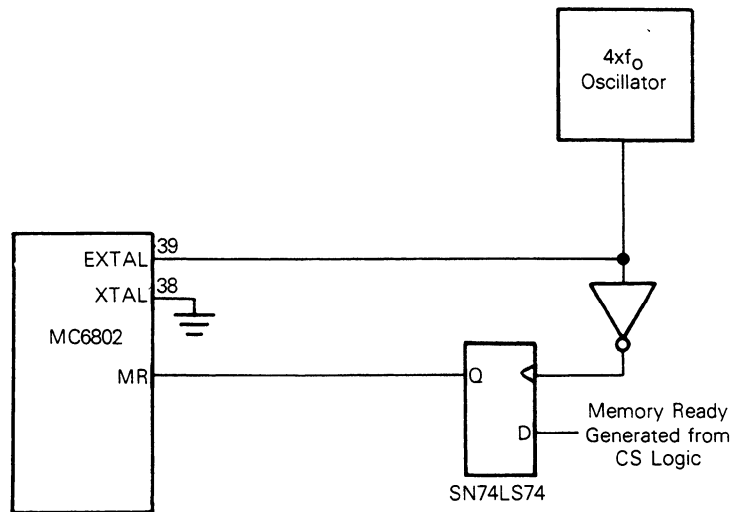 4xfo
Oscillator
39
EXTAL
38
XTAL
MC6802
MR
Q
D
Memory Ready
Generated from
CS Logic
SN74LS74